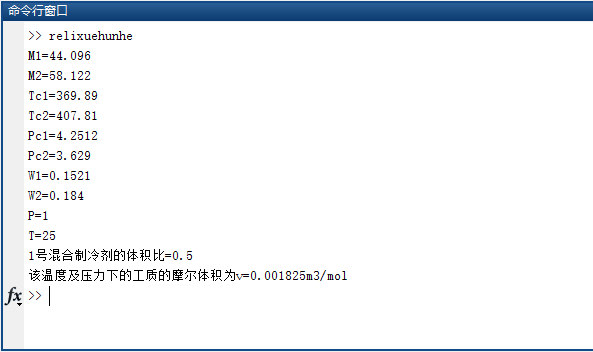 命令行窗口
>> relixuehunhe
M1=44.096
M2=58.122
Tc1=369.89
Tc2=407.81
Pc1=4.2512
Pc2=3.629
W1=0.1521
W2=0.184
P=1
T=25
1号混合制冷剂的体积比=0.5
该温度及压力下的工质的摩尔体积为v=0.001825m3/mol
fx >>